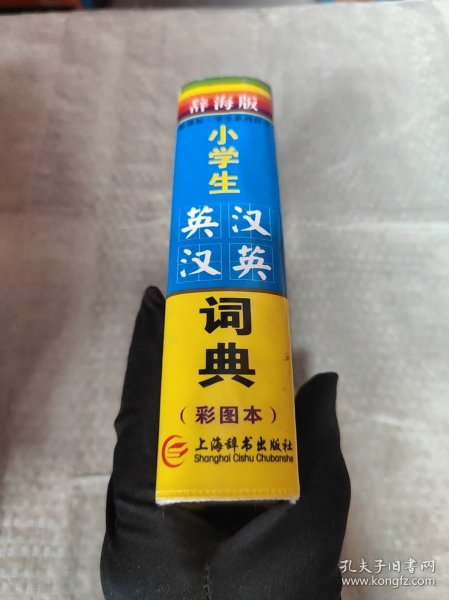 辞海版
小学生
英汉
汉英
词典
（彩图本）
上海辞书出版社
Shanghai Cishu Chubanshe
孔夫子旧书网
www.kongfz.com